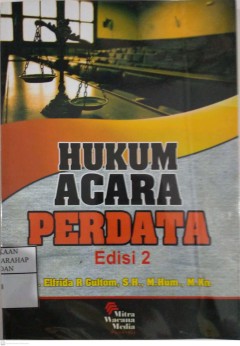 HUKUM
ACARA
PERDATA
Edisi 2
Elfrida R Gultom, S.H., M.Hum., M.Kn
Mitra
Wacana
Media